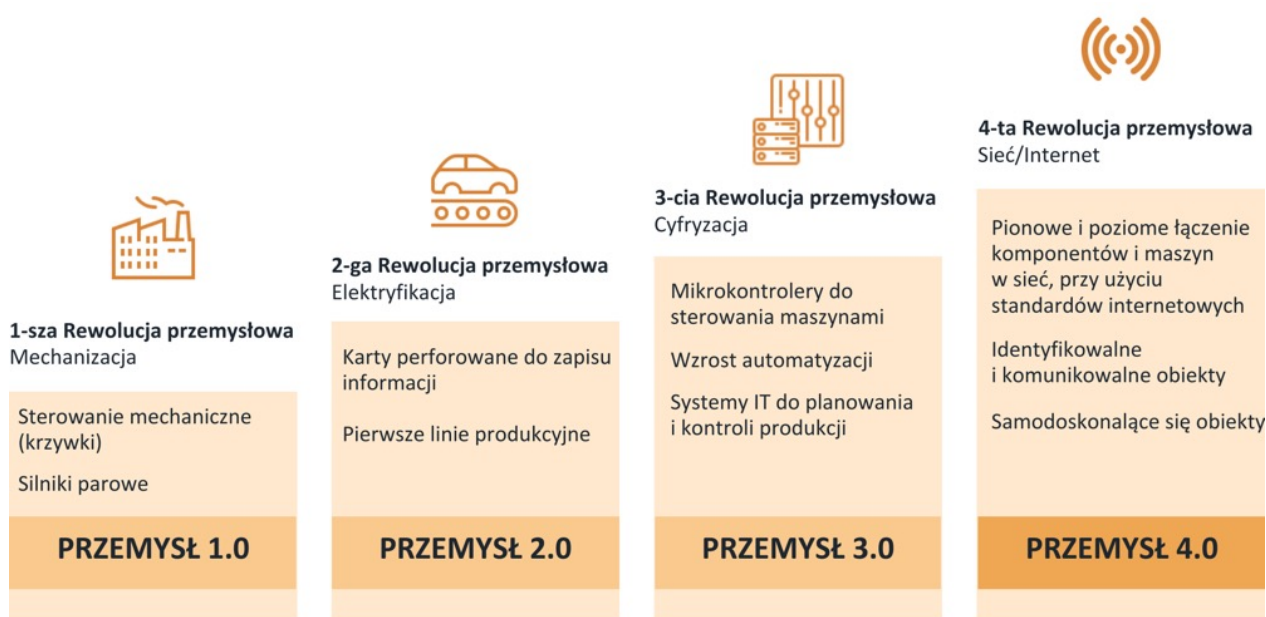 1-sza Rewolucja przemysłowa
Mechanizacja
Sterowanie mechaniczne
(krzywki)
Silniki parowe
PRZEMYSŁ 1.0
2-ga Rewolucja przemysłowa
Elektryfikacja
Karty perforowane do zapisu
informacji
Pierwsze linie produkcyjne
PRZEMYSŁ 2.0
3-cia Rewolucja przemysłowa
Cyfryzacja
Mikrokontrolery do
sterowania maszynami
Wzrost automatyzacji
Systemy IT do planowania
i kontroli produkcji
PRZEMYSŁ 3.0
4-ta Rewolucja przemysłowa
Sieć/Internet
Pionowe i poziome łączenie
komponentów i maszyn
w sieć, przy użyciu
standardów internetowych
Identyfikowalne
i komunikowalne obiekty
Samodoskonalące się obiekty
PRZEMYSŁ 4.0